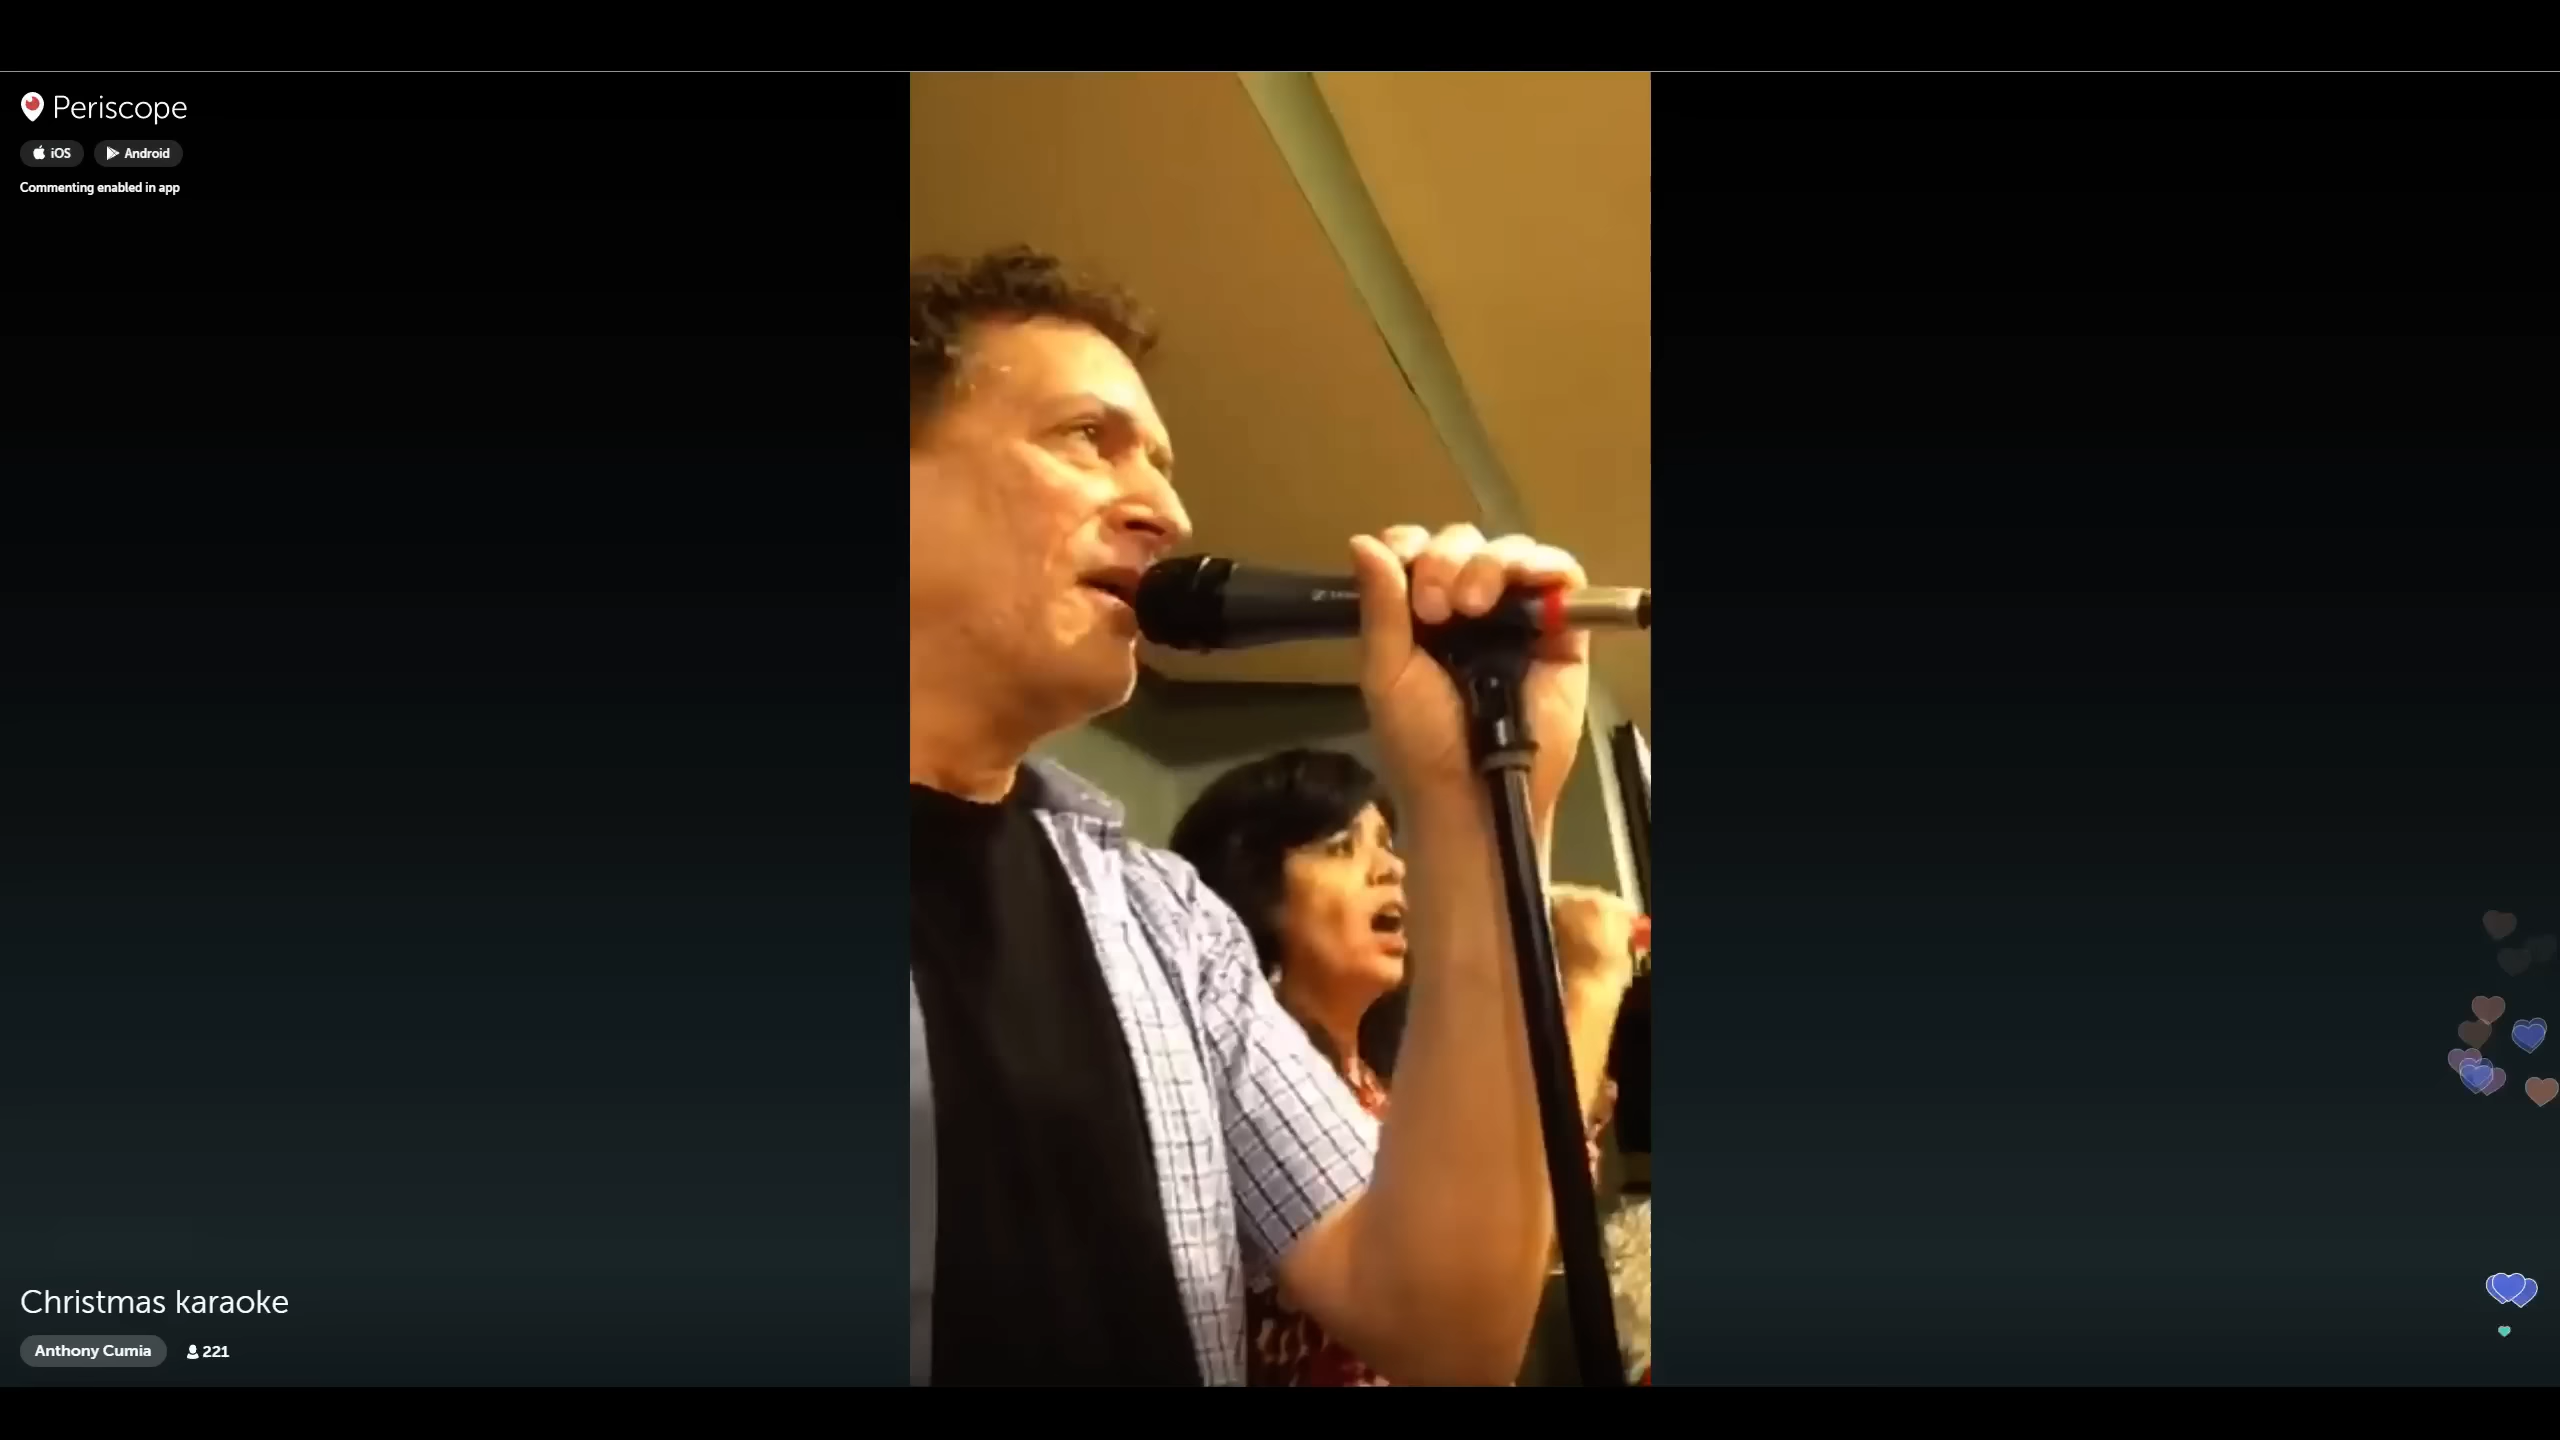 Periscope
iOS Android
Commenting enabled in app
Christmas karaoke
Anthony Cumia 221